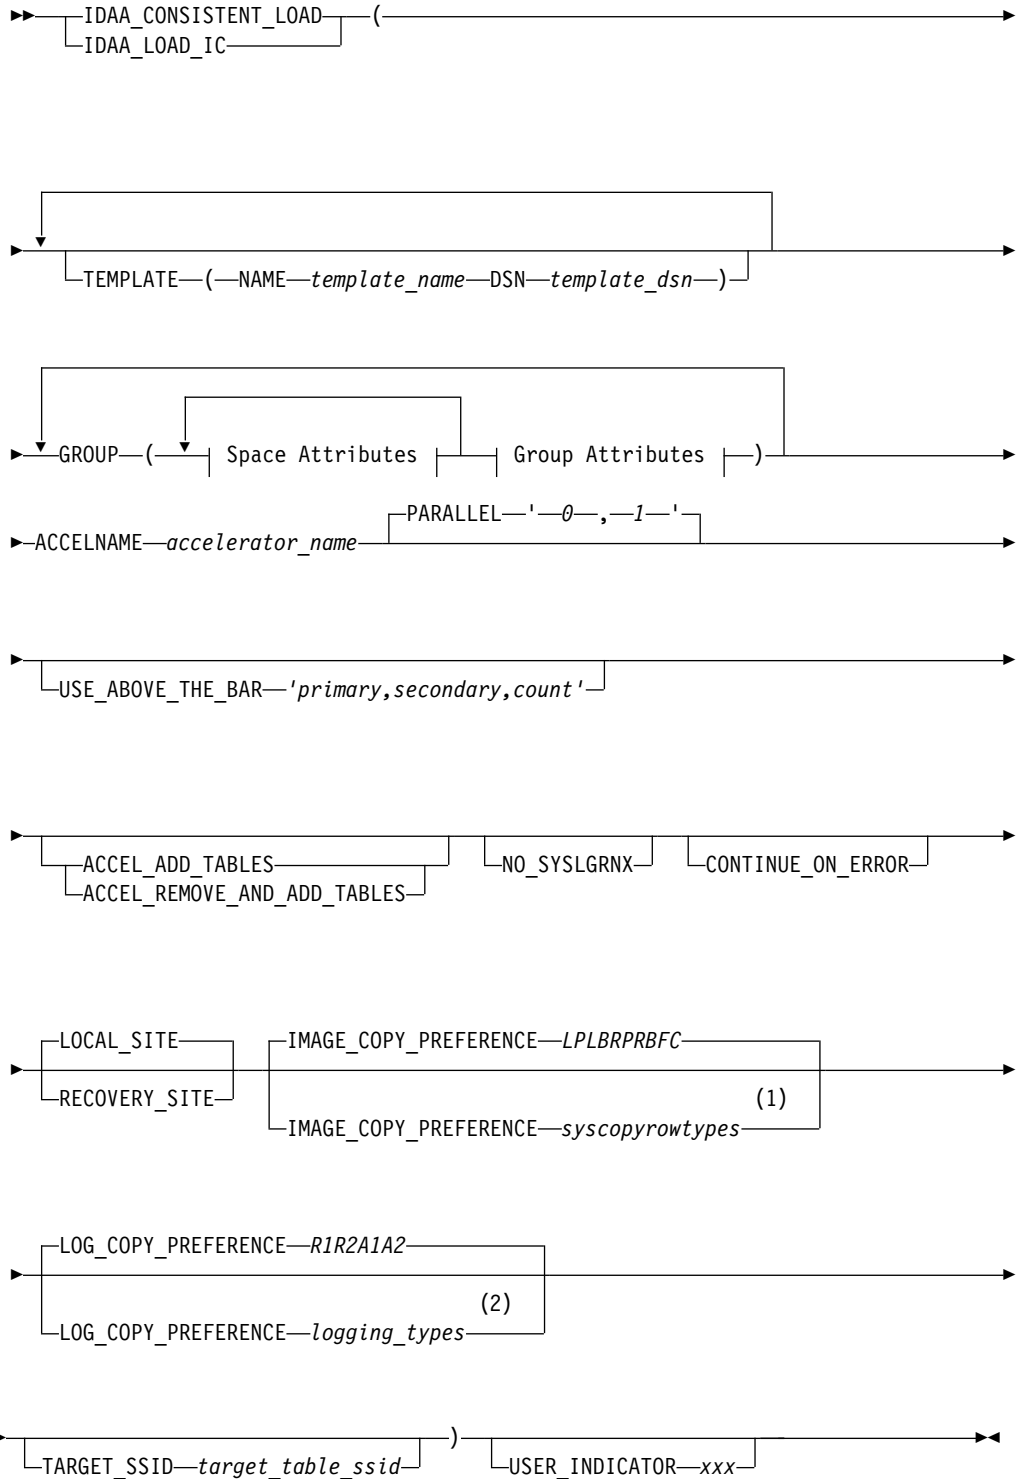 IDAA_CONSISTENT_LOAD (
IDAA_LOAD_IC
TEMPLATE ( NAME template_name DSN template_dsn )
GROUP ( Space Attributes Group Attributes )
PARALLEL ' 0 , 1 '
ACCELNAME accelerator_name
USE_ABOVE_THE_BAR 'primary,secondary,count'
ACCEL_ADD_TABLES NO_SYSLGRNX CONTINUE_ON_ERROR
ACCEL_REMOVE_AND_ADD_TABLES
LOCAL_SITE IMAGE_COPY_PREFERENCE LPLBRPRBFC
RECOVERY_SITE (1)
IMAGE_COPY_PREFERENCE syscopyrowtypes
LOG_COPY_PREFERENCE R1R2A1A2
(2)
LOG_COPY_PREFERENCE logging_types
)
TARGET_SSID target_table_ssid USER_INDICATOR xxx